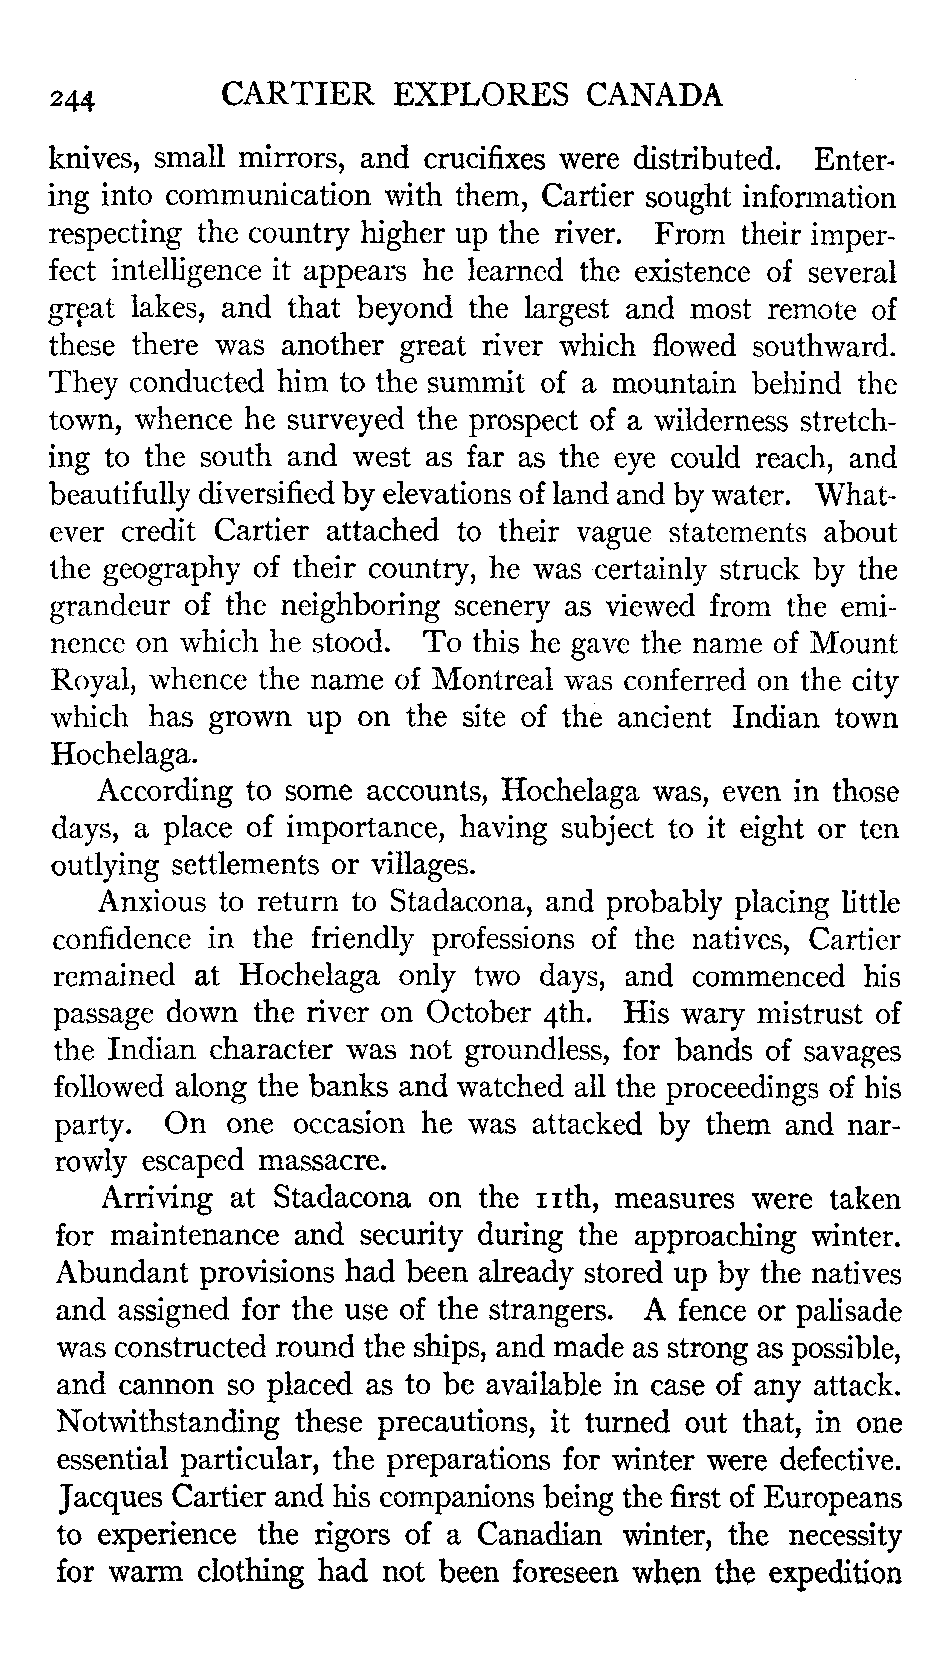 244 CARTIER EXPLORES CANADA
knives, small mirrors, and crucifixes were distributed. Enter-
ing into communication with them, Cartier sought information
respecting the country higher up the river. From their imper-
fect intelligence it appears he learned the existence of several
great lakes, and that beyond the largest and most remote of
these there was another great river which flowed southward.
They conducted him to the summit of a mountain behind the
town, whence he surveyed the prospect of a wilderness stretch-
ing to the south and west as far as the eye could reach, and
beautifully diversified by elevations of land and by water. What-
ever credit Cartier attached to their vague statements about
the geography of their country, he was certainly struck by the
grandeur of the neighboring scenery as viewed from the emi-
nence on which he stood. To this he gave the name of Mount
Royal, whence the name of Montreal was conferred on the city
which has grown up on the site of the ancient Indian town
Hochelaga.
According to some accounts, Hochelaga was, even in those
days, a place of importance, having subject to it eight or ten
outlying settlements or villages.
Anxious to return to Stadacona, and probably placing little
confidence in the friendly professions of the natives, Cartier
remained at Hochelaga only two days, and commenced his
passage down the river on October 4th. His wary mistrust of
the Indian character was not groundless, for bands of savages
followed along the banks and watched all the proceedings of his
party. On one occasion he was attacked by them and nar-
rowly escaped massacre.
Arriving at Stadacona on the 11th, measures were taken
for maintenance and security during the approaching winter.
Abundant provisions had been already stored up by the natives
and assigned for the use of the strangers. A fence or palisade
was constructed round the ships, and made as strong as possible,
and cannon so placed as to be available in case of any attack.
Notwithstanding these precautions, it turned out that, in one
essential particular, the preparations for winter were defective.
Jacques Cartier and his companions being the first of Europeans
to experience the rigors of a Canadian winter, the necessity
for warm clothing had not been foreseen when the expedition